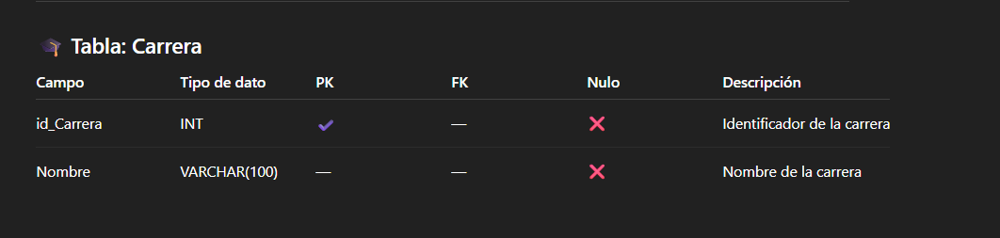 Tabla: Carrera
Campo Tipo de dato PK FK Nulo Descripción
id_Carrera INT ✔ — ❌ Identificador de la carrera
Nombre VARCHAR(100) — — ❌ Nombre de la carrera